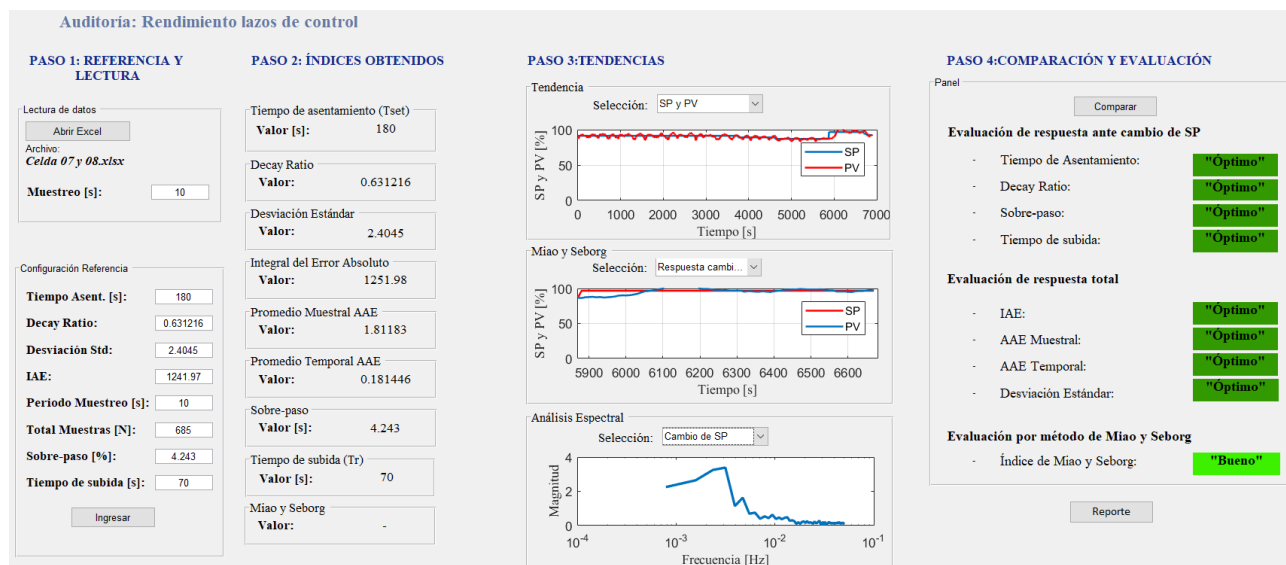 Auditoría: Rendimiento lazos de control
PASO 1: REFERENCIA Y
LECTURA
Lectura de datos
Abrir Excel
Archivo:
Celda 07 y 08.xlsx
Muestreo [s]: 10
Configuración Referencia
Tiempo Asent. [s]: 180
Decay Ratio: 0.631216
Desviación Std: 2.4045
IAE: 1241.97
Período Muestreo [s]: 10
Total Muestras [N]: 685
Sobre-paso [%]: 4.243
Tiempo de subida [s]: 70
Ingresar
PASO 2: ÍNDICES OBTENIDOS
Tiempo de asentamiento (Tset)
Valor [s]: 180
Decay Ratio
Valor: 0.631216
Desviación Estándar
Valor: 2.4045
Integral del Error Absoluto
Valor: 1251.98
Promedio Muestral AAE
Valor: 1.81183
Promedio Temporal AAE
Valor: 0.181446
Sobre-paso
Valor [s]: 4.243
Tiempo de subida (Tr)
Valor [s]: 70
Miao y Seborg
Valor: -
PASO 3:TENDENCIAS
Tendencia
Selección: SP y PV
SP y PV [%]
100
50
0
SP
PV
0 1000 2000 3000 4000 5000 6000 7000
Tiempo [s]
Miao y Seborg
Selección: Respuesta cambi...
SP y PV [%]
100
50
0
SP
PV
5900 6000 6100 6200 6300 6400 6500 6600
Tiempo [s]
Análisis Espectral
Selección: Cambio de SP
Magnitud
4
2
0
10⁻⁴ 10⁻³ 10⁻² 10⁻¹
Frecuencia [Hz]
PASO 4:COMPARACIÓN Y EVALUACIÓN
Panel
Comparar
Evaluación de respuesta ante cambio de SP
- Tiempo de Asentamiento: "Óptimo"
- Decay Ratio: "Óptimo"
- Sobre-paso: "Óptimo"
- Tiempo de subida: "Óptimo"
Evaluación de respuesta total
- IAE: "Óptimo"
- AAE Muestral: "Óptimo"
- AAE Temporal: "Óptimo"
- Desviación Estándar: "Óptimo"
Evaluación por método de Miao y Seborg
- Índice de Miao y Seborg: "Bueno"
Reporte